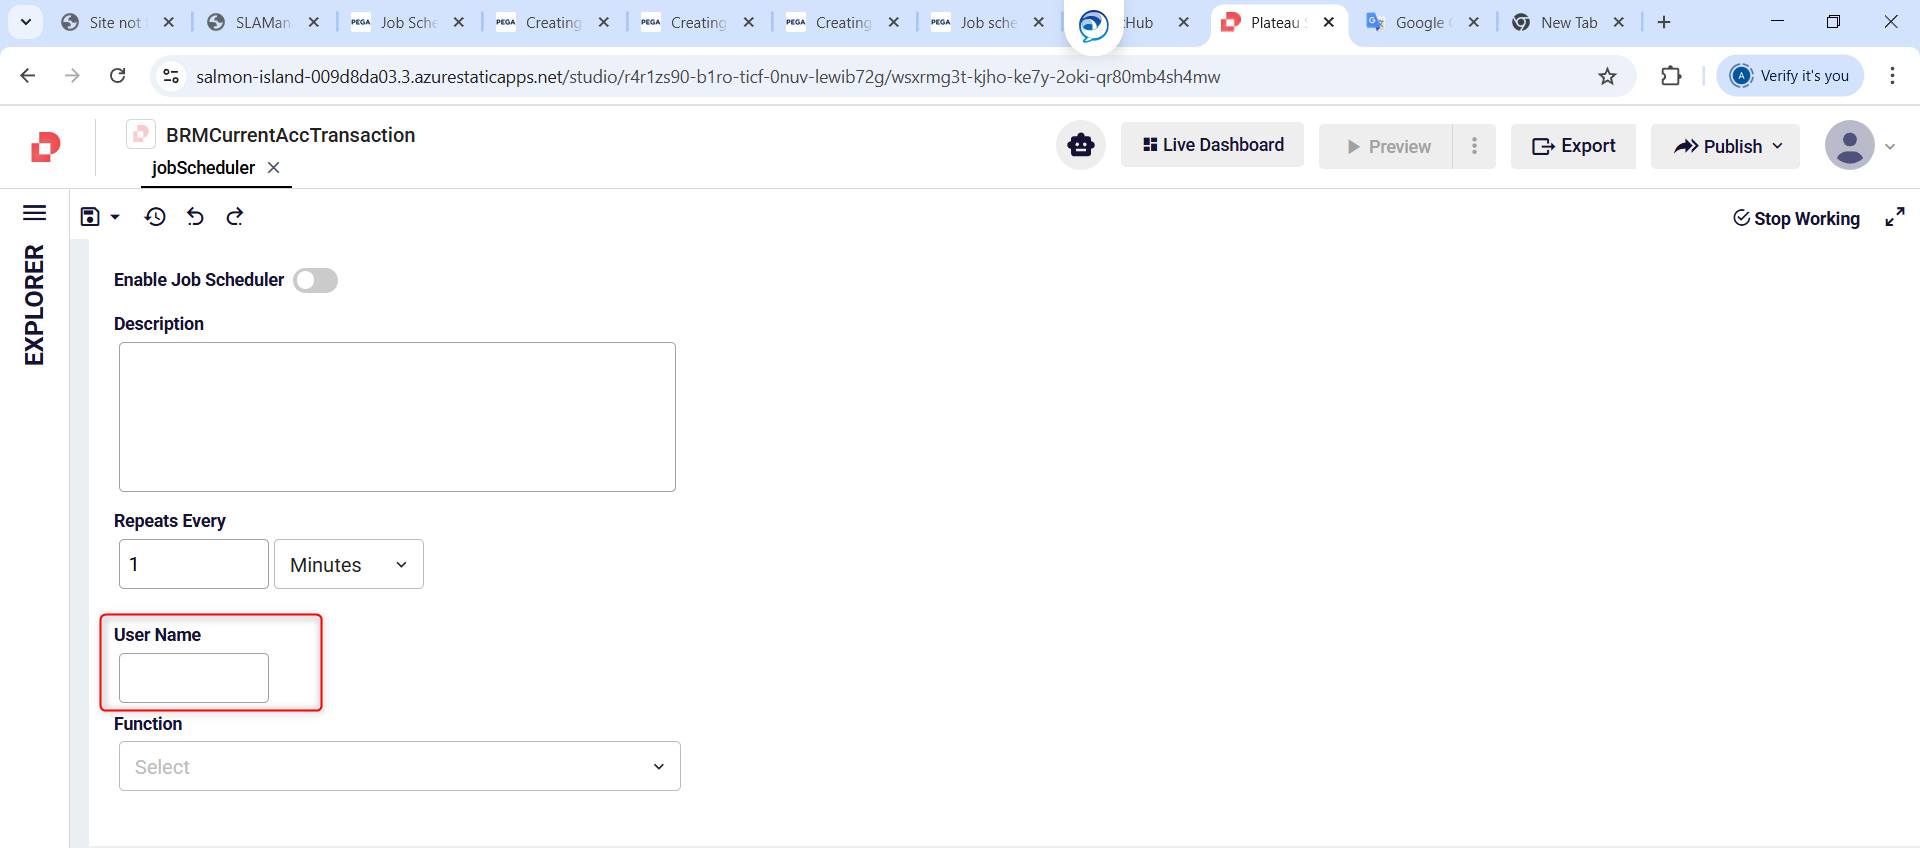 Site not
SLAMan
PEGA Job Sche
PEGA Creating
PEGA Creating
PEGA Creating
PEGA Job sche
Hub
Plateau S
Google
New Tab
salmon-island-009d8da03.3.azurestaticapps.net/studio/r4r1zs90-b1ro-ticf-0nuv-lewib72g/wsxrmg3t-kjho-ke7y-2oki-qr80mb4sh4mw
A Verify it's you
BRMCurrentAccTransaction
jobScheduler
Live Dashboard
Preview
Export
Publish
EXPLORER
Stop Working
Enable Job Scheduler
Description
Repeats Every
1 Minutes
User Name
Function
Select